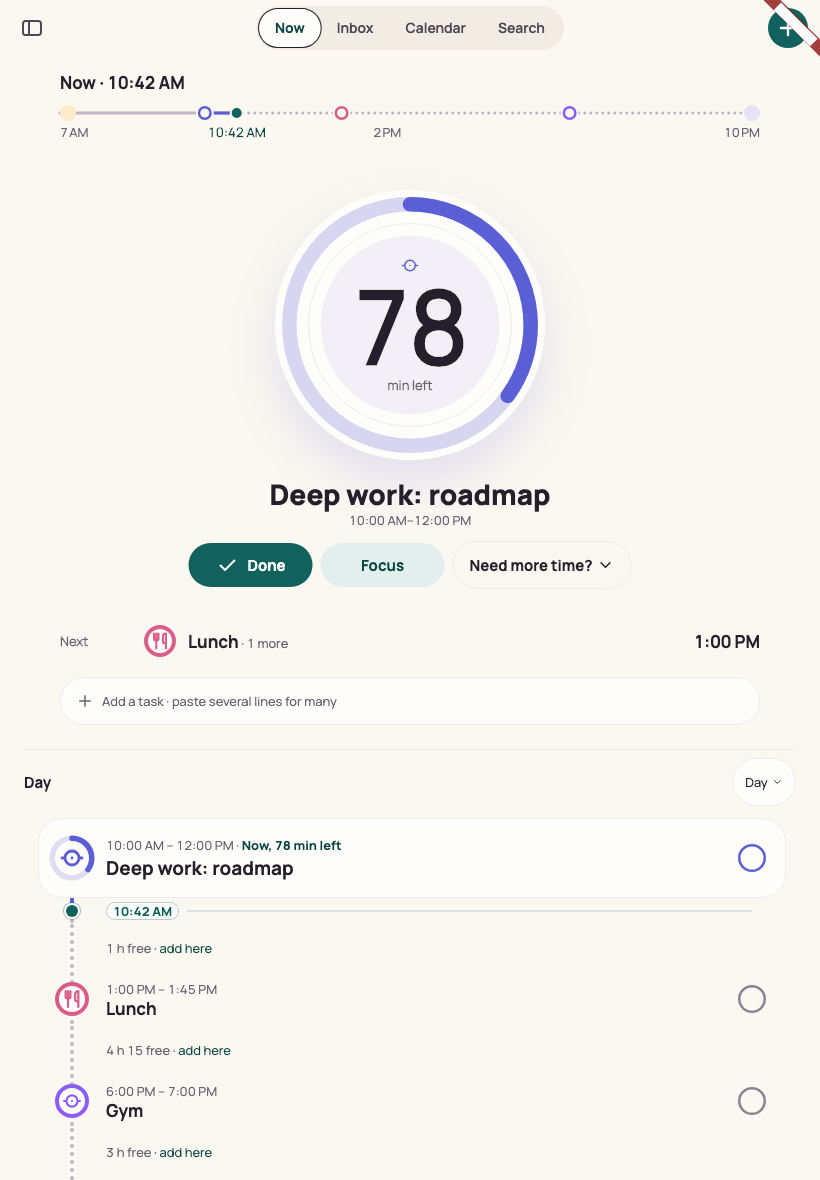 Now
Inbox
Calendar
Search
Now · 10:42 AM
7 AM
10:42 AM
2 PM
10 PM
78
min left
Deep work: roadmap
10:00 AM–12:00 PM
Done
Focus
Need more time?
Next
Lunch · 1 more
1:00 PM
Add a task · paste several lines for many
Day
Day
10:00 AM – 12:00 PM · Now, 78 min left
Deep work: roadmap
10:42 AM
1 h free · add here
1:00 PM – 1:45 PM
Lunch
4 h 15 free · add here
6:00 PM – 7:00 PM
Gym
3 h free · add here